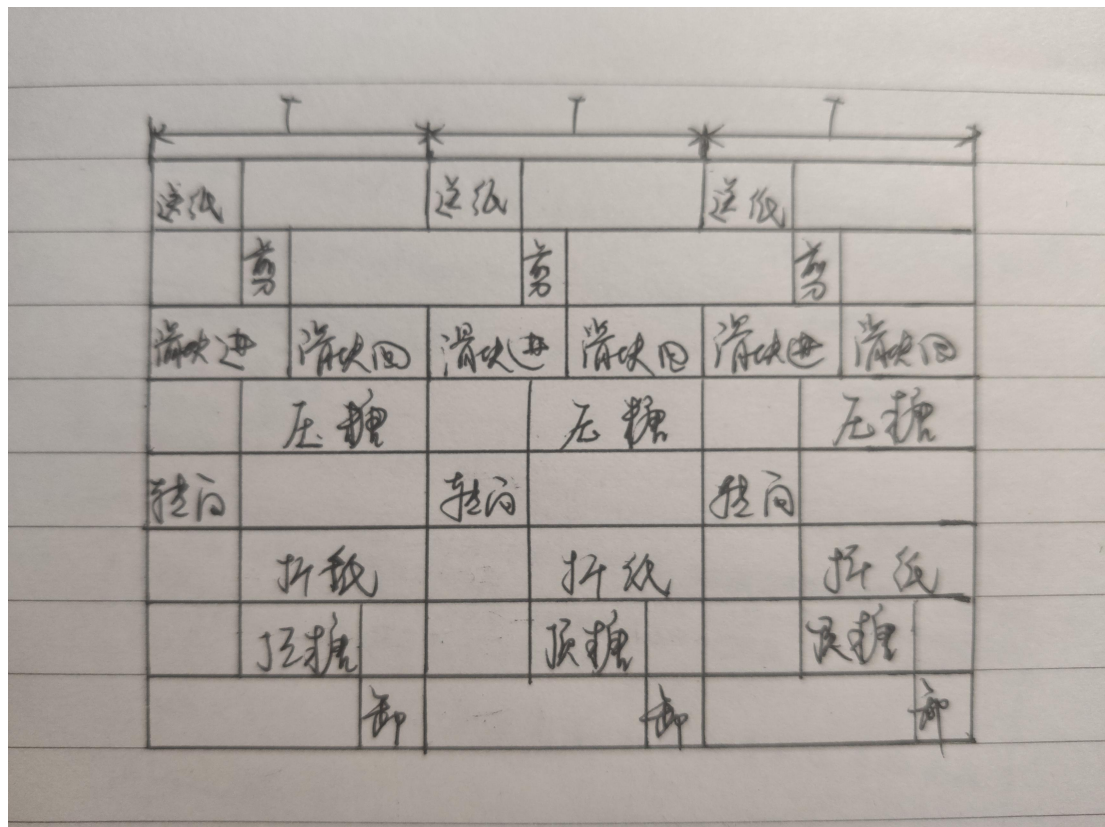 T T T
送纸 送纸 送纸
剪 剪 剪
滑块进 滑块回 滑块进 滑块回 滑块进 滑块回
压糖 压糖 压糖
转向 转向 转向
折纸 折纸 折纸
顶糖 顶糖 顶糖
卸 卸 卸